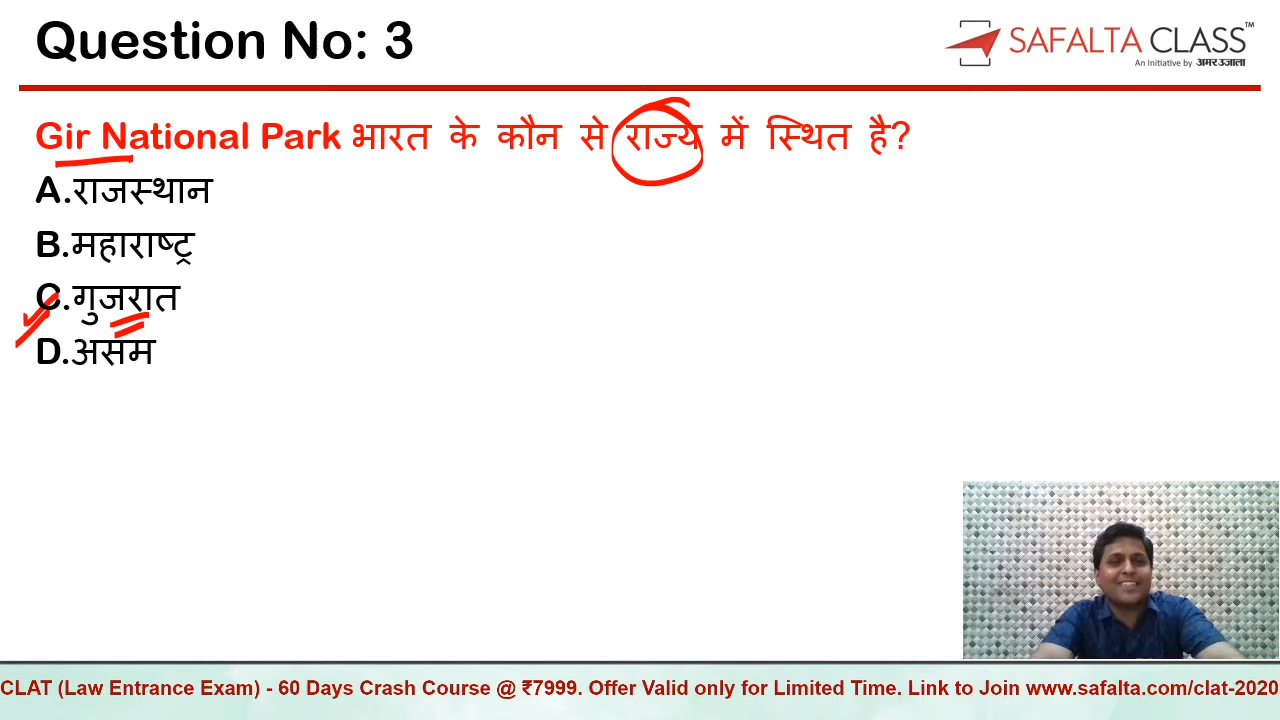 Question No: 3
SAFALTA CLASS™
An Initiative by अमर उजाला
Gir National Park भारत के कौन से राज्य में स्थित है?
A.राजस्थान
B.महाराष्ट्र
C.गुजरात
D.असम
CLAT (Law Entrance Exam) - 60 Days Crash Course @ ₹7999. Offer Valid only for Limited Time. Link to Join www.safalta.com/clat-2020